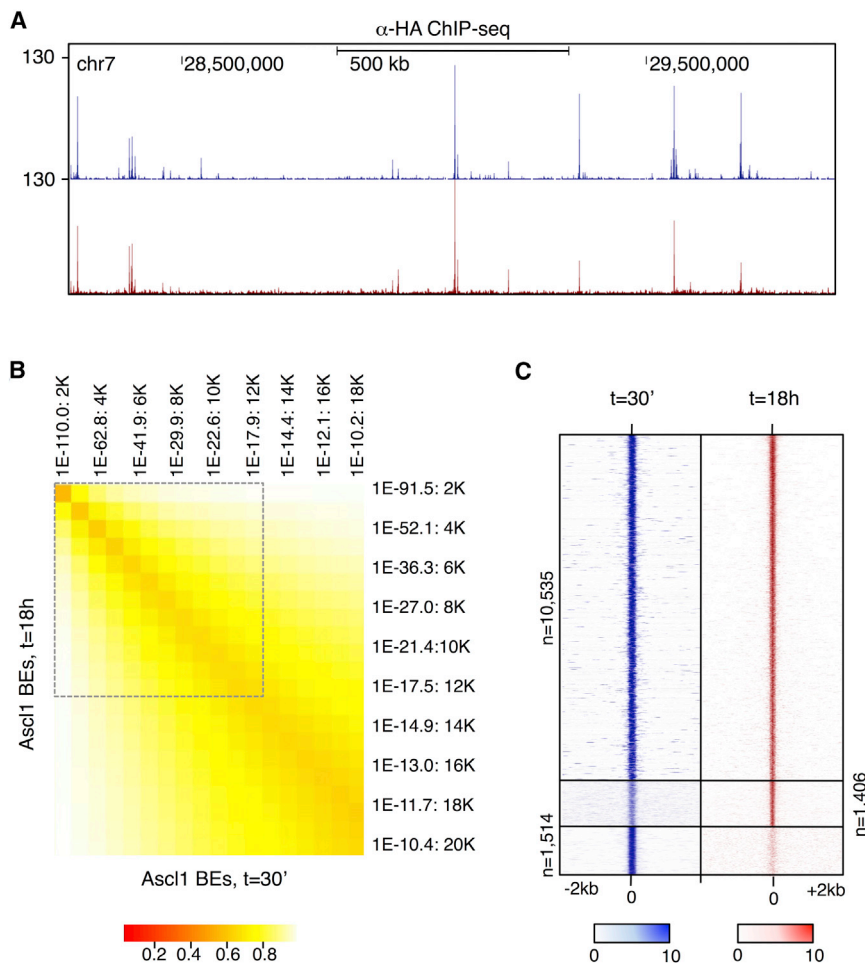 A
α-HA ChIP-seq
130
chr7
28,500,000
500 kb
29,500,000
130
B
1E-110.0: 2K
1E-62.8: 4K
1E-41.9: 6K
1E-29.9: 8K
1E-22.6: 10K
1E-17.9: 12K
1E-14.4: 14K
1E-12.1: 16K
1E-10.2: 18K
1E-91.5: 2K
1E-52.1: 4K
1E-36.3: 6K
1E-27.0: 8K
1E-21.4:10K
1E-17.5: 12K
1E-14.9: 14K
1E-13.0: 16K
1E-11.7: 18K
1E-10.4: 20K
Ascl1 BEs, t=18h
Ascl1 BEs, t=30'
0.2 0.4 0.6 0.8
C
t=30' t=18h
n=10,535
n=1,514
n=1,406
-2kb 0 0 +2kb
0 10 0 10